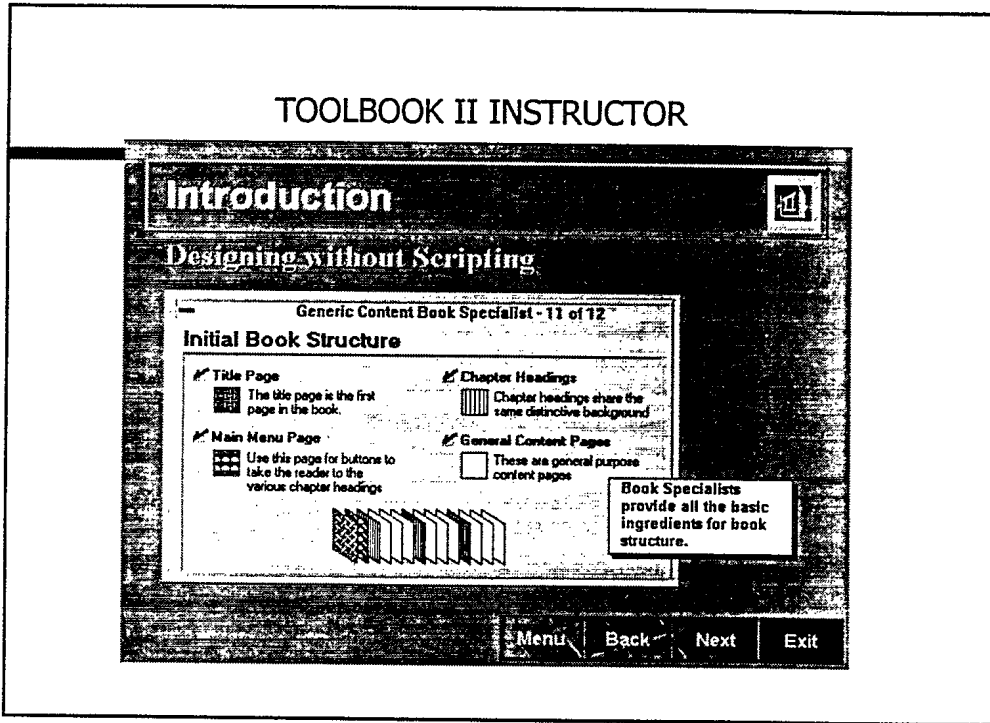 TOOLBOOK II INSTRUCTOR
Introduction
Designing without Scripting
Generic Content Book Specialist - 11 of 12
Initial Book Structure
Title Page
The title page is the first
page in the book.
Main Menu Page
Use this page for buttons to
take the reader to the
various chapter headings
Chapter Headings
Chapter headings share the
same distinctive background
General Content Pages
These are general purpose
content pages
Book Specialists
provide all the basic
ingredients for book
structure.
Menu Back Next Exit